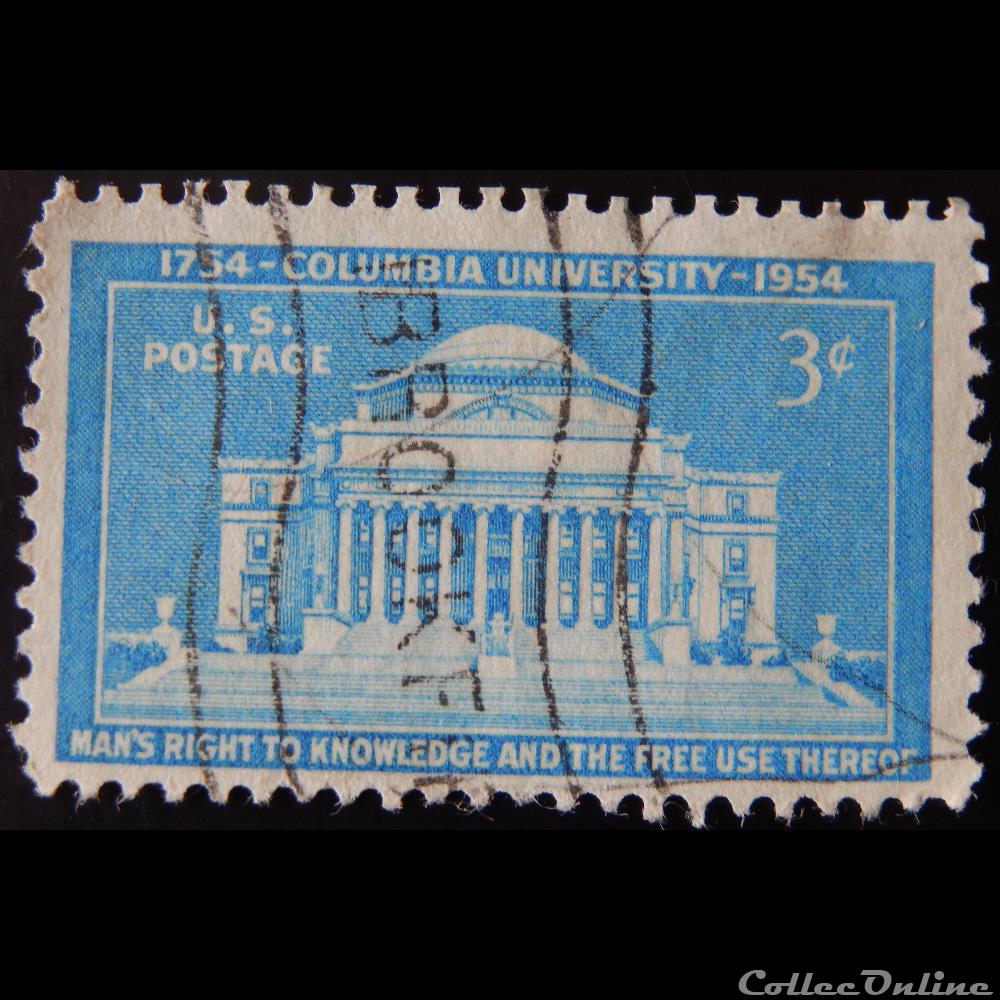 1754-COLUMBIA UNIVERSITY-1954
U. S.
POSTAGE
3¢
MAN'S RIGHT TO KNOWLEDGE AND THE FREE USE THEREOF
CollecOnline